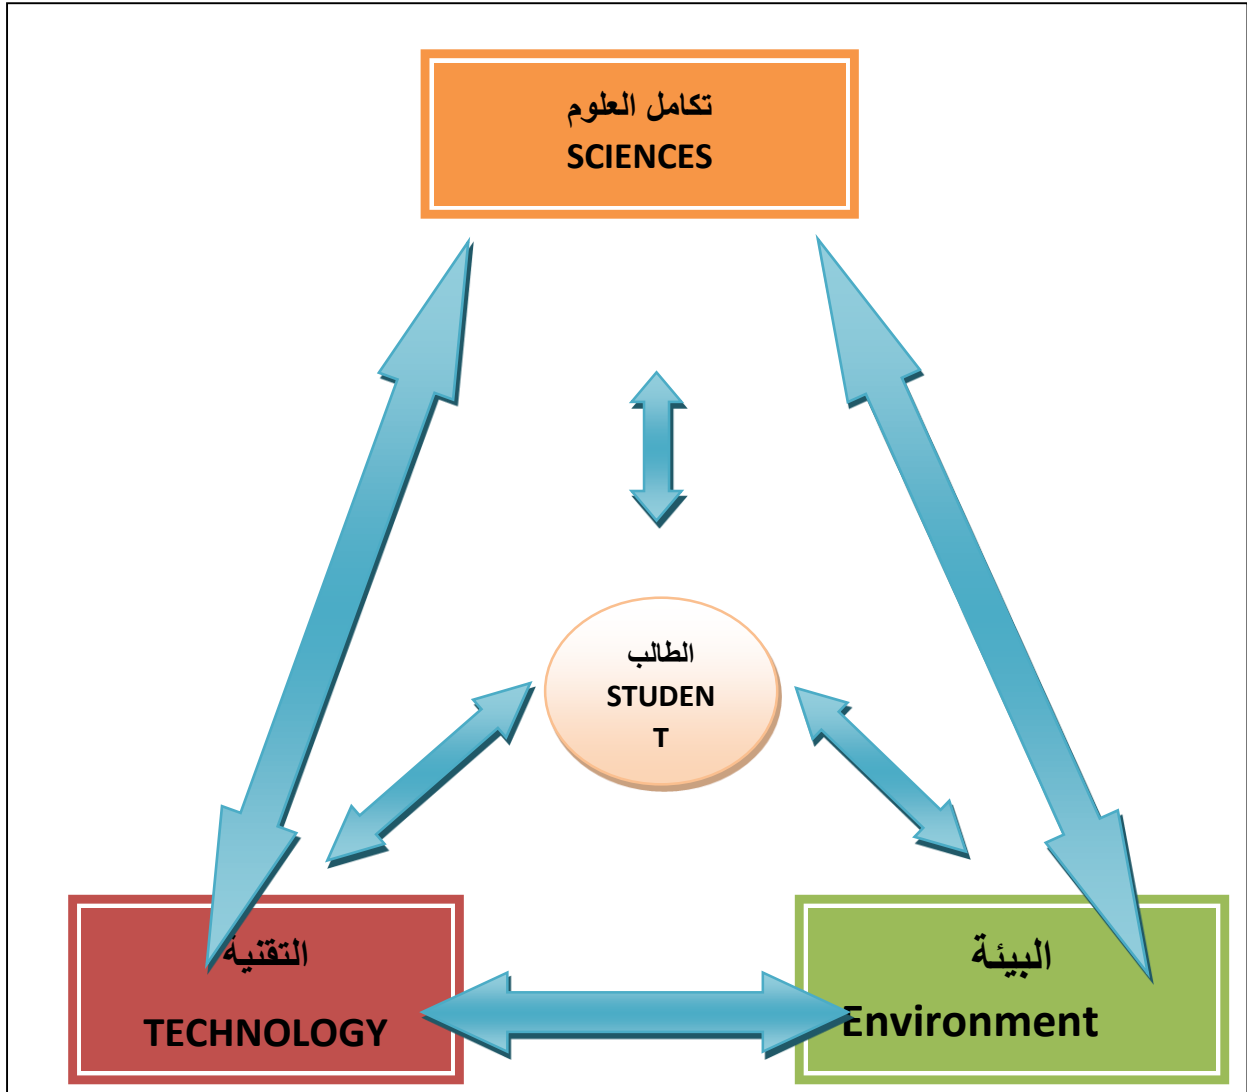 تكامل العلوم
SCIENCES
الطالب
STUDEN
T
التقنية
TECHNOLOGY
البيئة
Environment